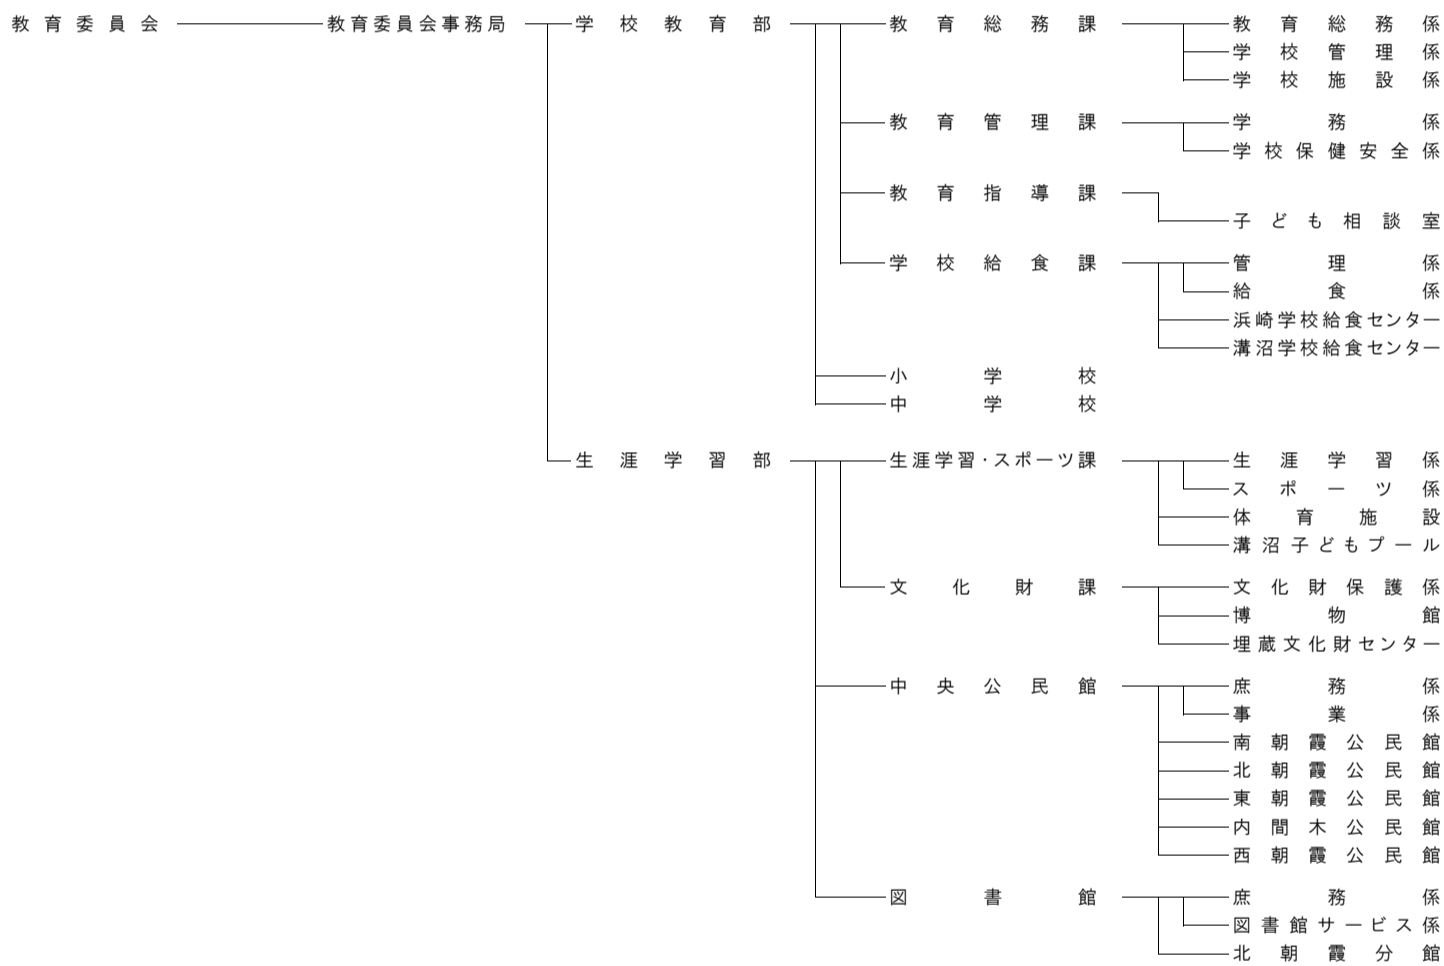 教育委員会 教育委員会事務局 学校教育部 教育総務課 教育総務係
学校管理係
学校施設係
教育管理課 学務係
学校保健安全係
教育指導課
子ども相談室
学校給食課 管理係
給食係
浜崎学校給食センター
溝沼学校給食センター
小学校
中学校
生涯学習部 生涯学習・スポーツ課 生涯学習係
スポーツ係
体育施設
溝沼子どもプール
文化財課 文化財保護係
博物館
埋蔵文化財センター
中央公民館 庶務係
事業係
南朝霞公民館
北朝霞公民館
東朝霞公民館
内間木公民館
西朝霞公民館
図書館 庶務係
図書館サービス係
北朝霞分館